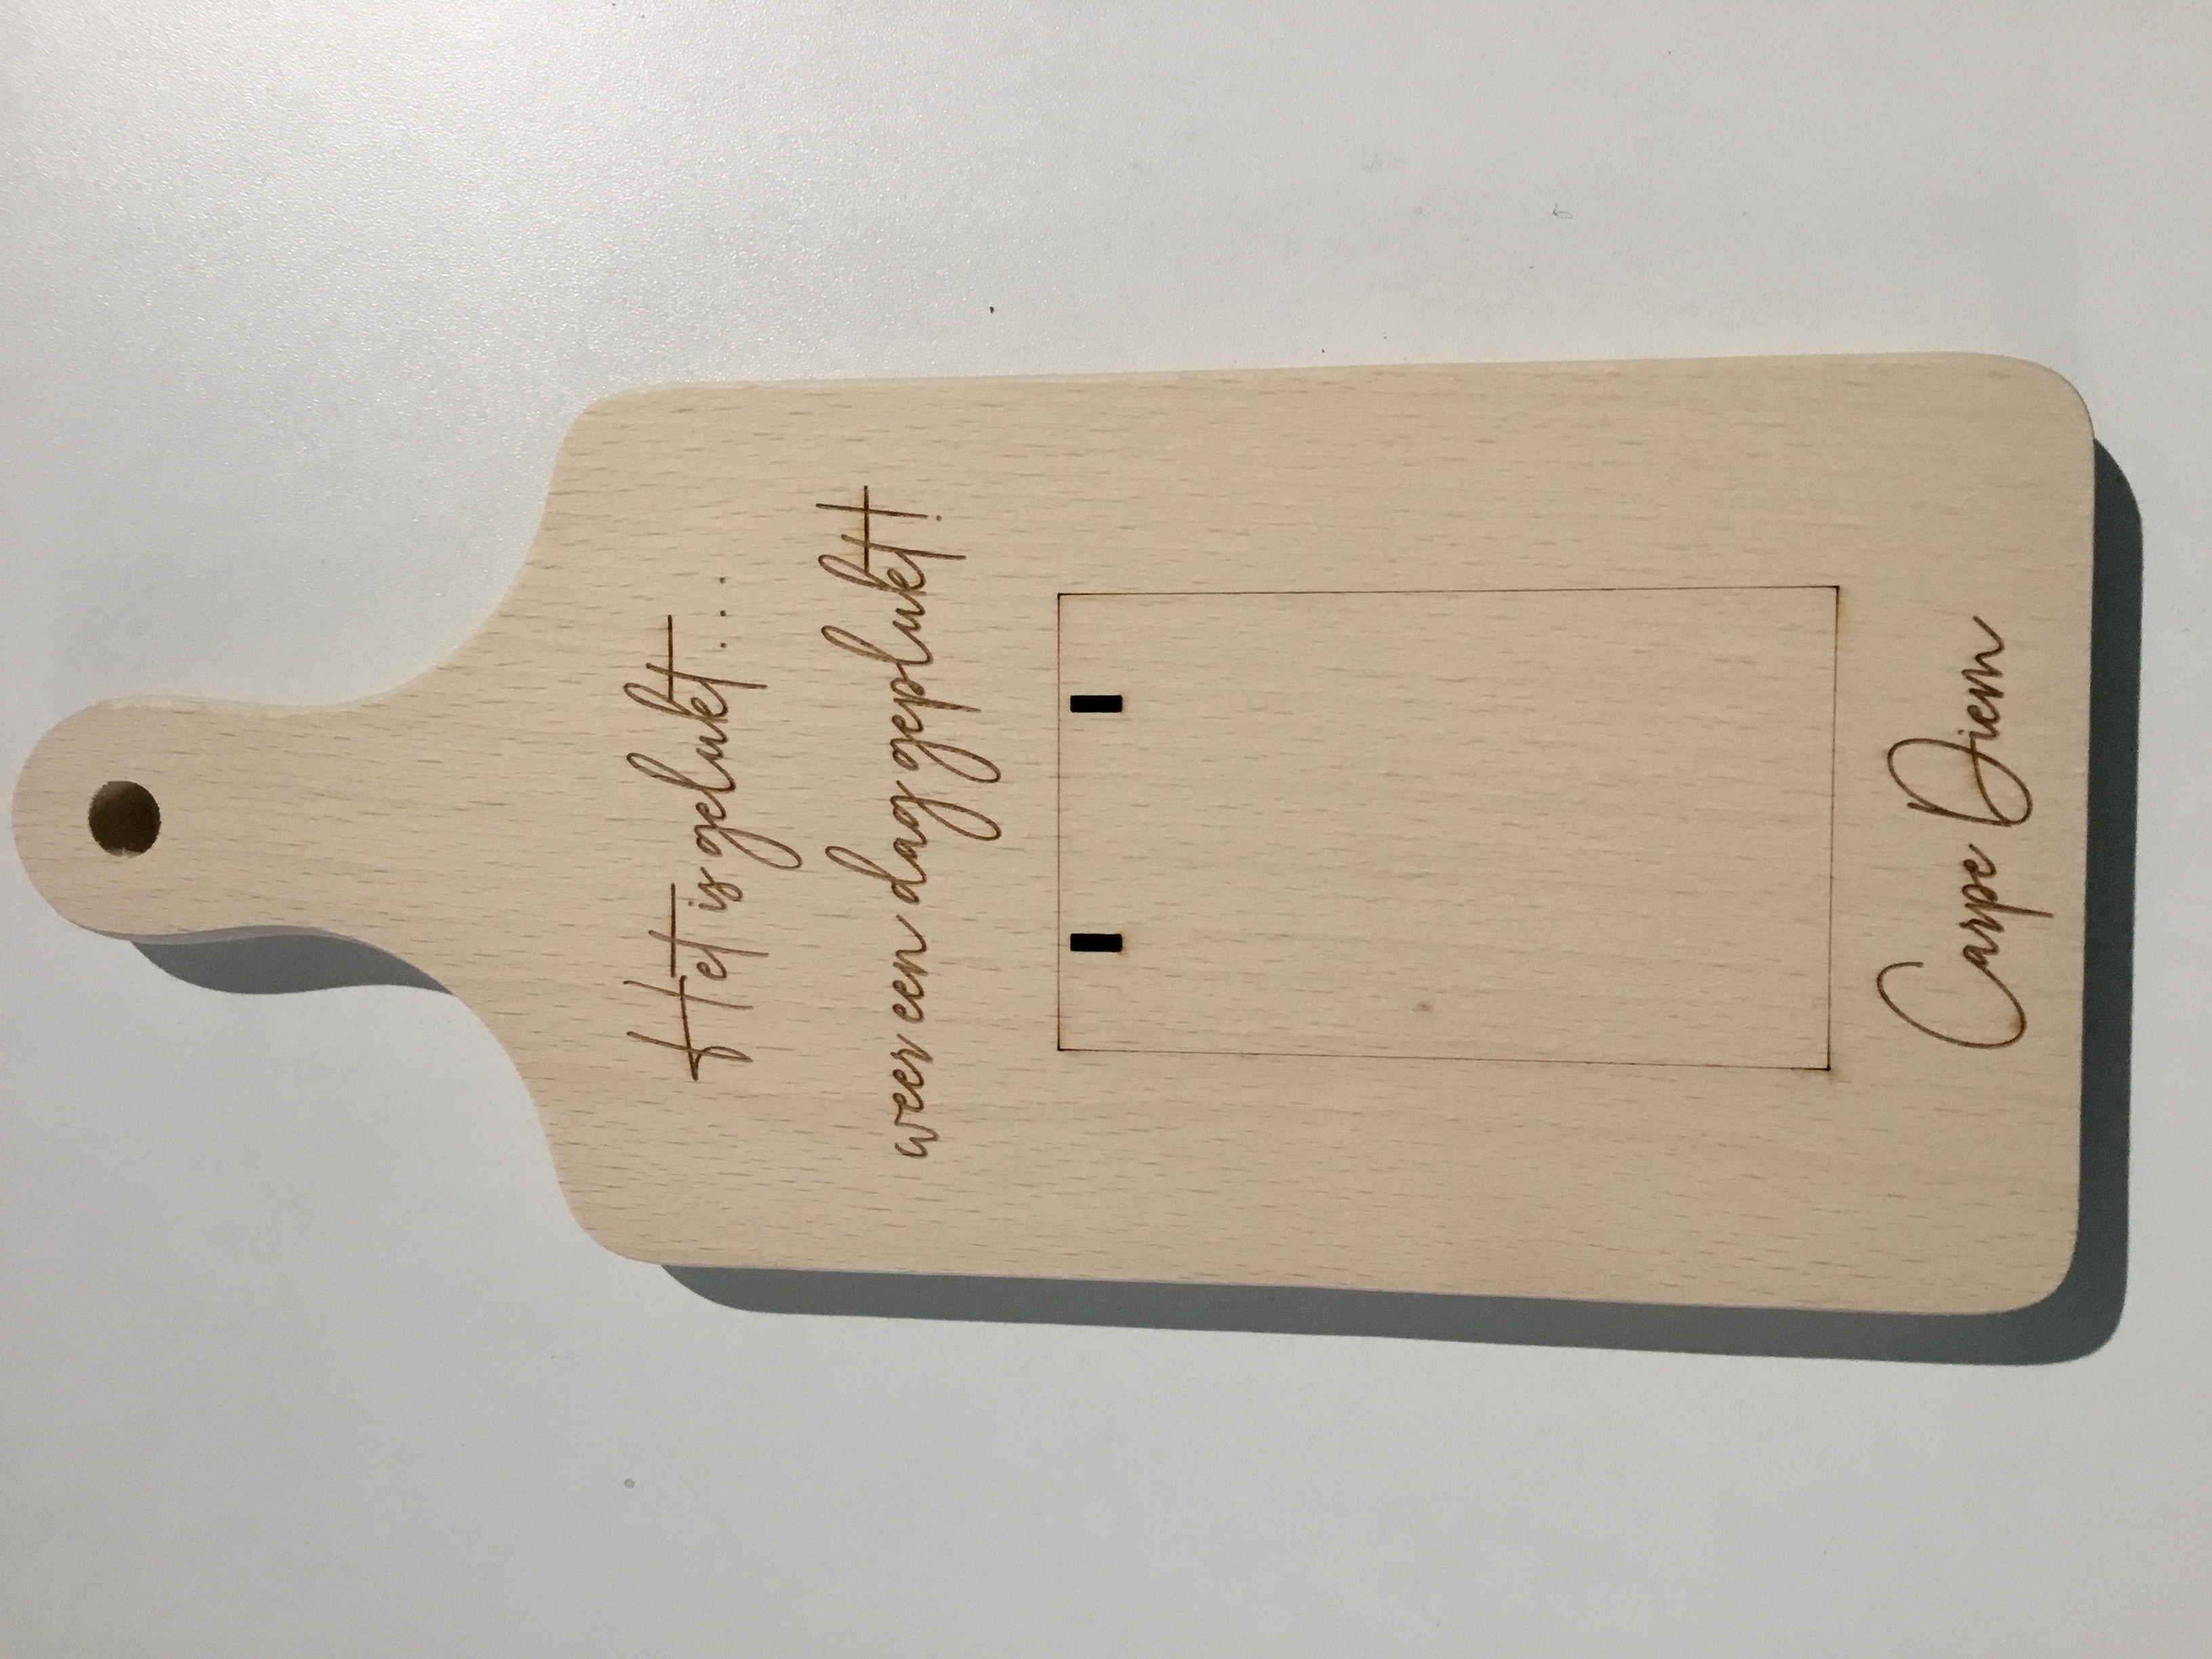 Het is gelukt...
weer een dag geplukt!
Carpe Diem